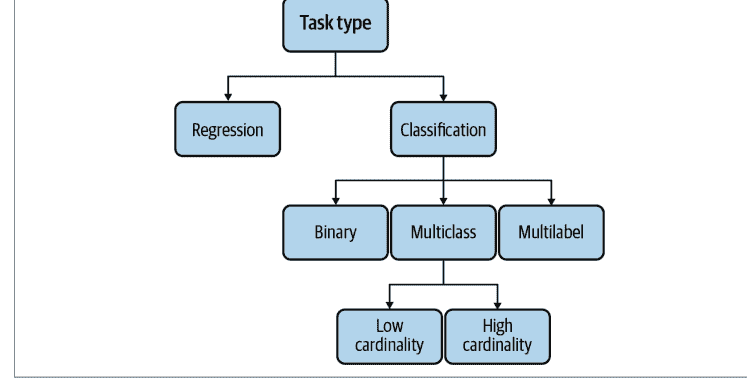 Task type
Regression
Classification
Binary
Multiclass
Multilabel
Low
cardinality
High
cardinality